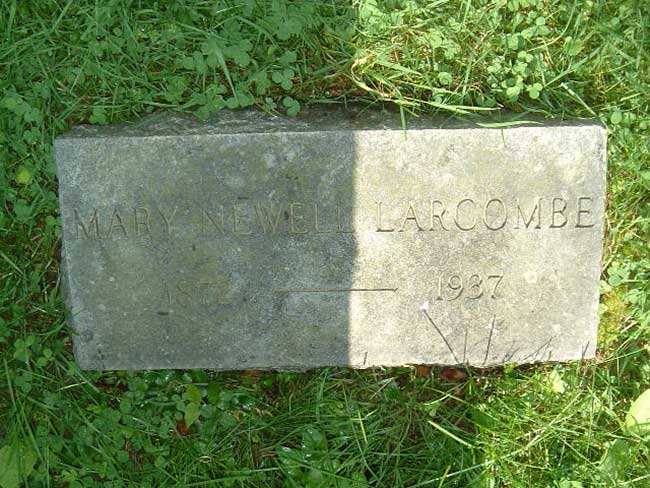 MARY NEWELL LARCOMBE
1872 — 1937